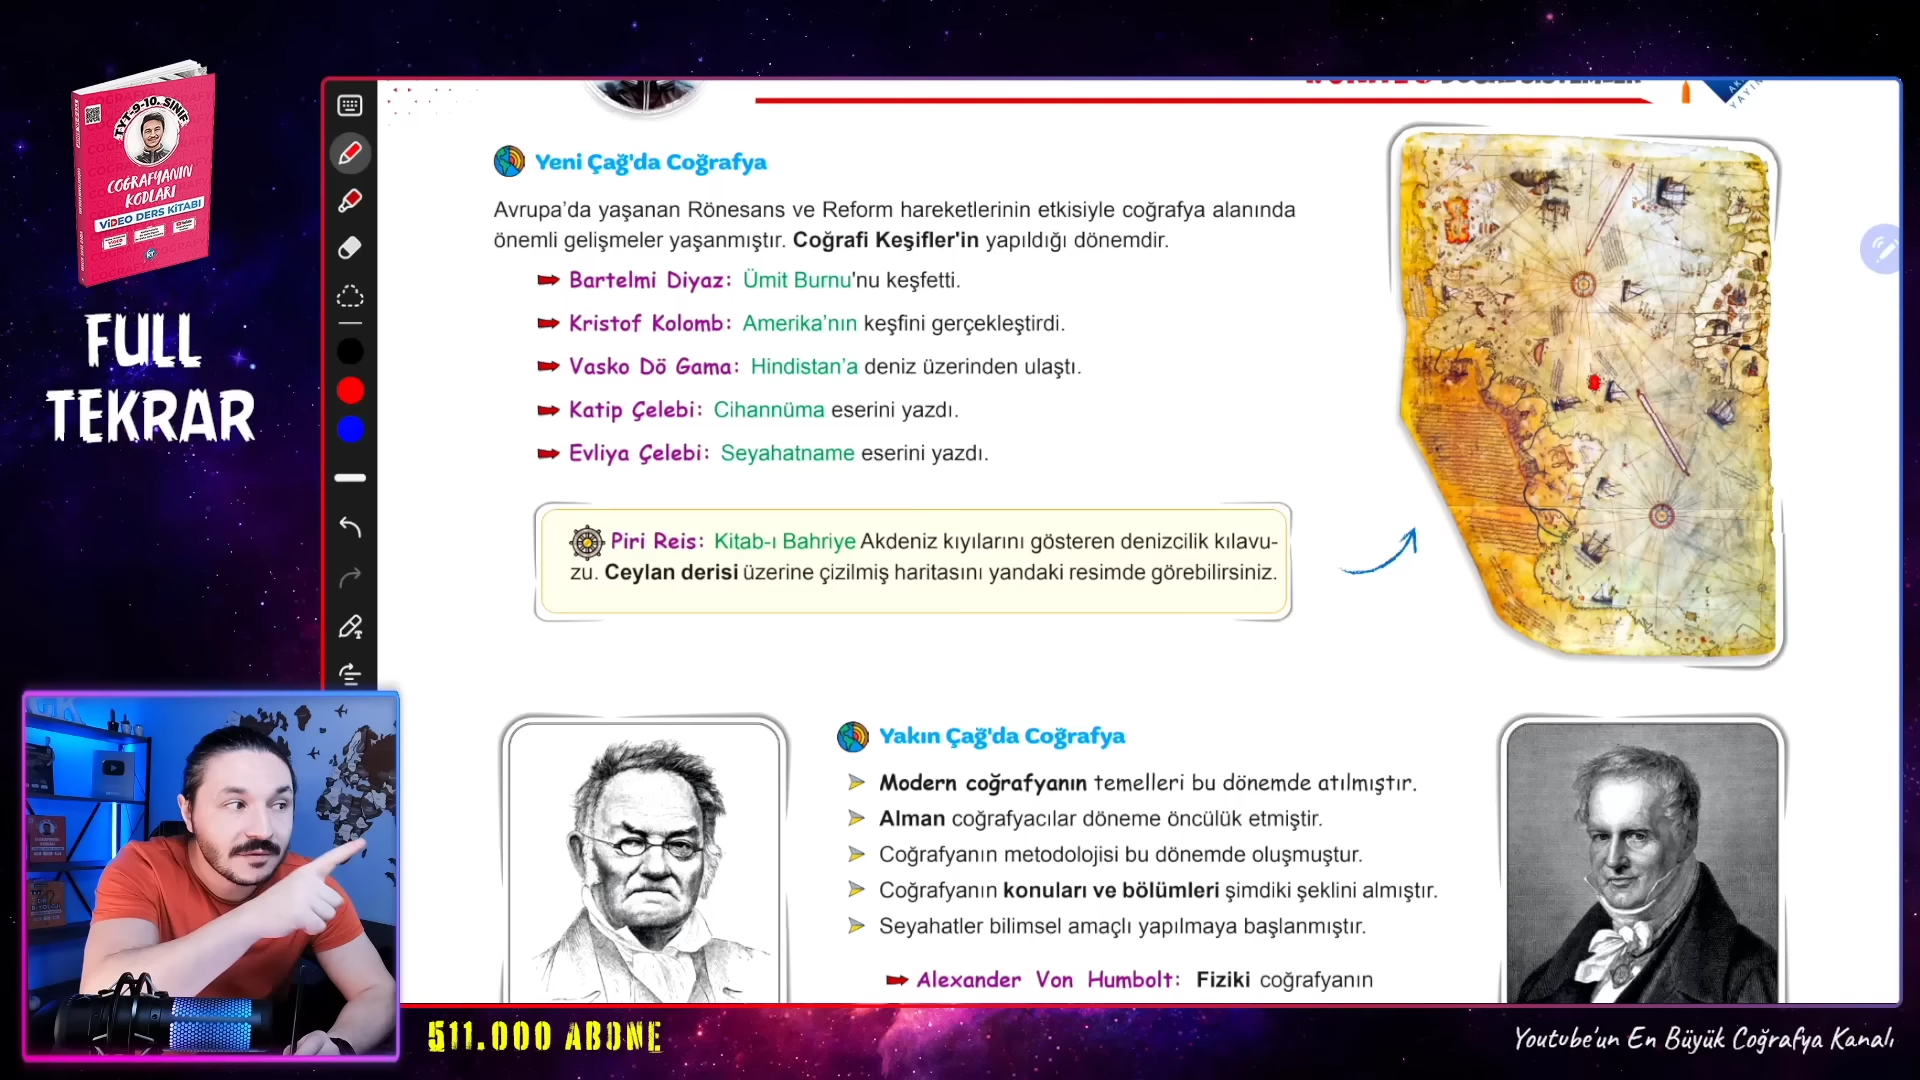 TYT-9-10. SINIF
COĞRAFYANIN
KODLARI
VİDEO DERS KİTABI
FULL
TEKRAR
Yeni Çağ'da Coğrafya
Avrupa’da yaşanan Rönesans ve Reform hareketlerinin etkisiyle coğrafya alanında
önemli gelişmeler yaşanmıştır. Coğrafi Keşifler'in yapıldığı dönemdir.
Bartelmi Diyaz: Ümit Burnu'nu keşfetti.
Kristof Kolomb: Amerika’nın keşfini gerçekleştirdi.
Vasko Dö Gama: Hindistan’a deniz üzerinden ulaştı.
Katip Çelebi: Cihannüma eserini yazdı.
Evliya Çelebi: Seyahatname eserini yazdı.
Piri Reis: Kitab-ı Bahriye Akdeniz kıyılarını gösteren denizcilik kılavu-
zu. Ceylan derisi üzerine çizilmiş haritasını yandaki resimde görebilirsiniz.
Yakın Çağ'da Coğrafya
Modern coğrafyanın temelleri bu dönemde atılmıştır.
Alman coğrafyacılar döneme öncülük etmiştir.
Coğrafyanın metodolojisi bu dönemde oluşmuştur.
Coğrafyanın konuları ve bölümleri şimdiki şeklini almıştır.
Seyahatler bilimsel amaçlı yapılmaya başlanmıştır.
Alexander Von Humbolt: Fiziki coğrafyanın
511.000 ABONE
Youtube'un En Büyük Coğrafya Kanalı